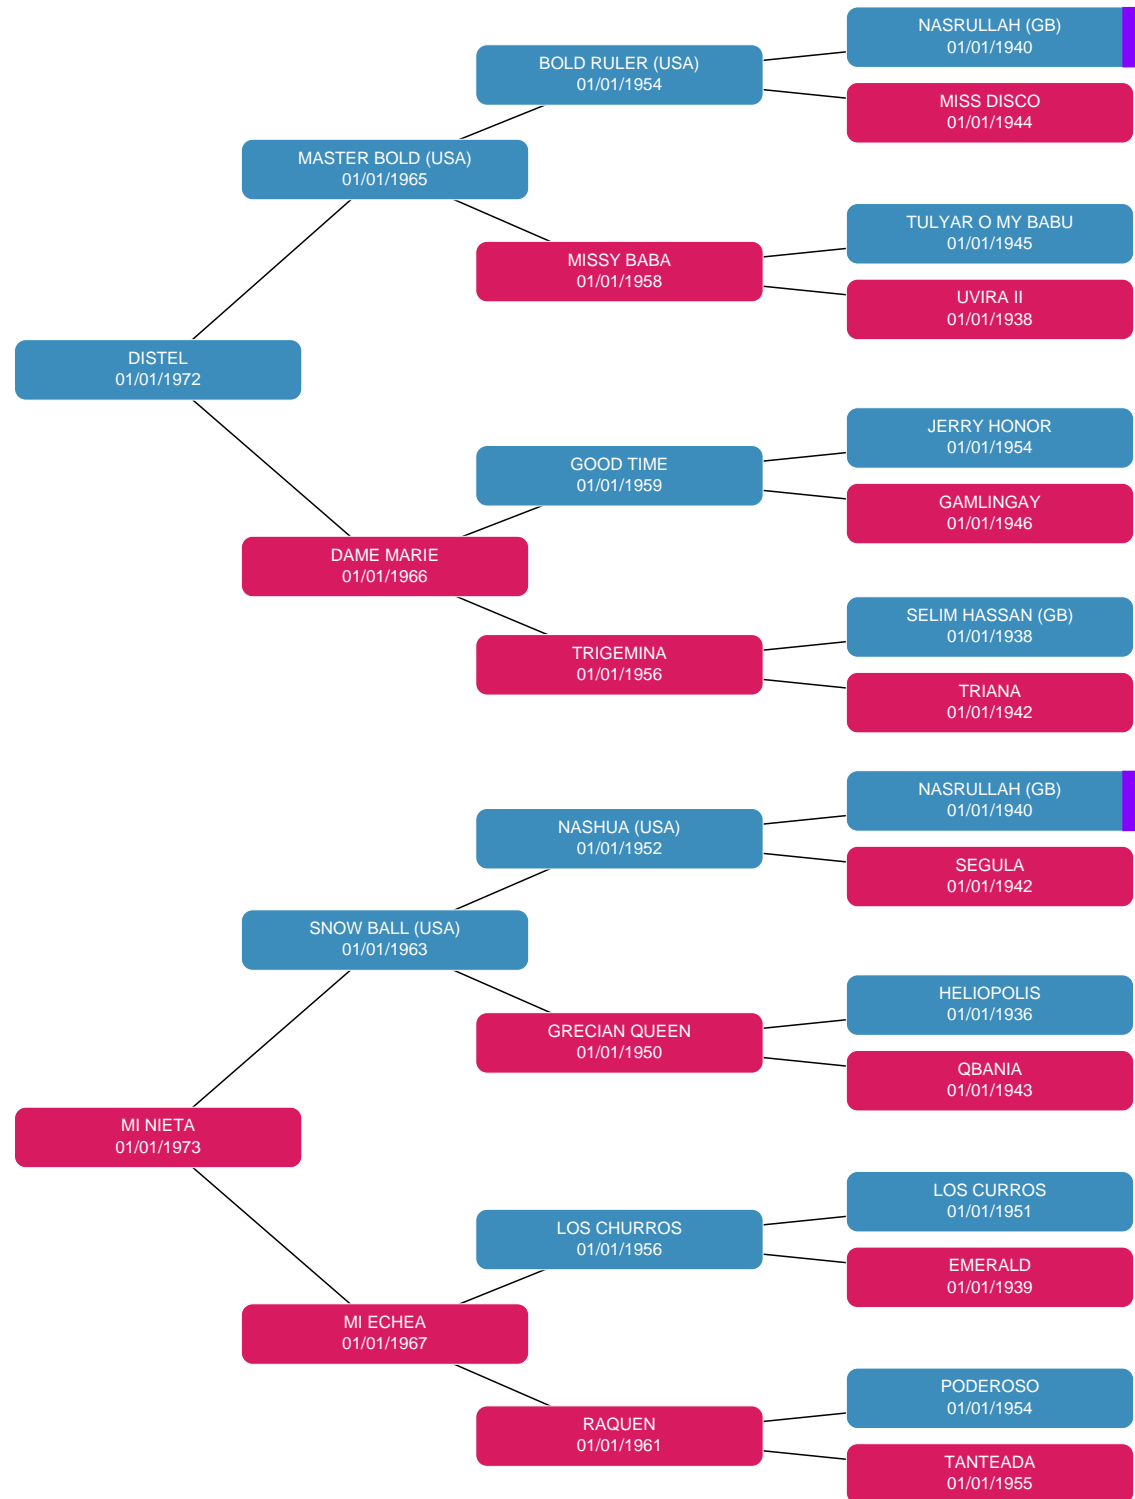 NASRULLAH (GB)
01/01/1940
BOLD RULER (USA)
01/01/1954
MISS DISCO
01/01/1944
MASTER BOLD (USA)
01/01/1965
TULYAR O MY BABU
01/01/1945
MISSY BABA
01/01/1958
UVIRA II
01/01/1938
DISTEL
01/01/1972
JERRY HONOR
01/01/1954
GOOD TIME
01/01/1959
GAMLINGAY
01/01/1946
DAME MARIE
01/01/1966
SELIM HASSAN (GB)
01/01/1938
TRIGEMINA
01/01/1956
TRIANA
01/01/1942
NASRULLAH (GB)
01/01/1940
NASHUA (USA)
01/01/1952
SEGULA
01/01/1942
SNOW BALL (USA)
01/01/1963
HELIOPOLIS
01/01/1936
GRECIAN QUEEN
01/01/1950
QBANIA
01/01/1943
MI NIETA
01/01/1973
LOS CURROS
01/01/1951
LOS CHURROS
01/01/1956
EMERALD
01/01/1939
MI ECHEA
01/01/1967
PODEROSO
01/01/1954
RAQUEN
01/01/1961
TANTEADA
01/01/1955